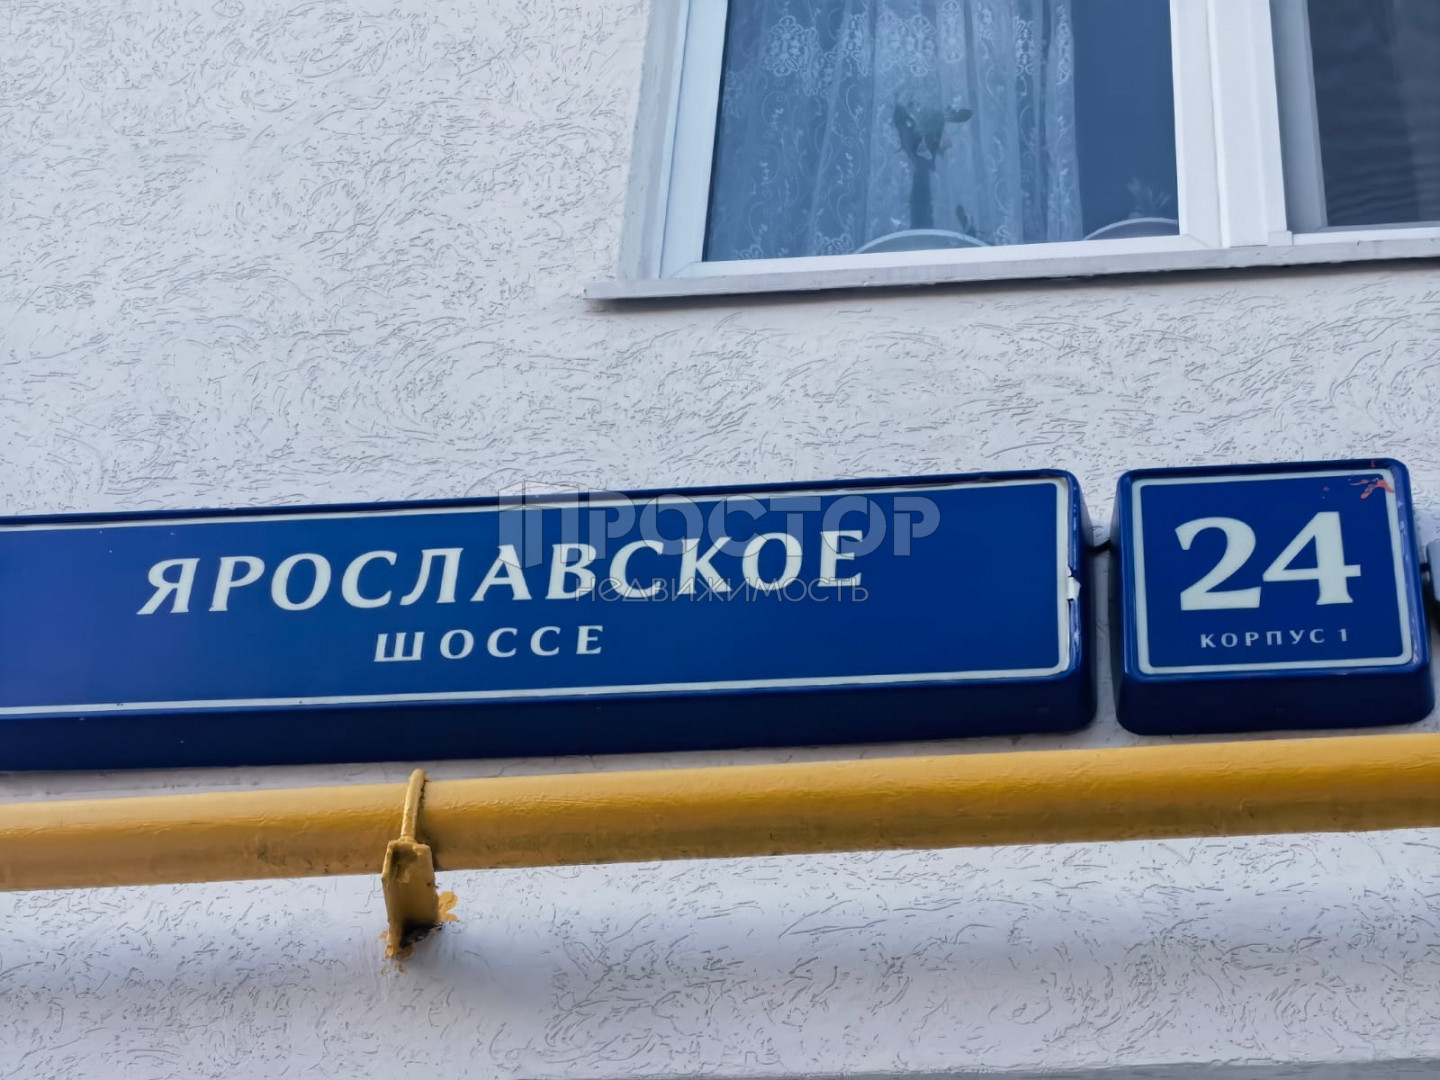 ПРОСТОР
НЕДВИЖИМОСТЬ
ЯРОСЛАВСКОЕ
ШОССЕ
24
КОРПУС 1